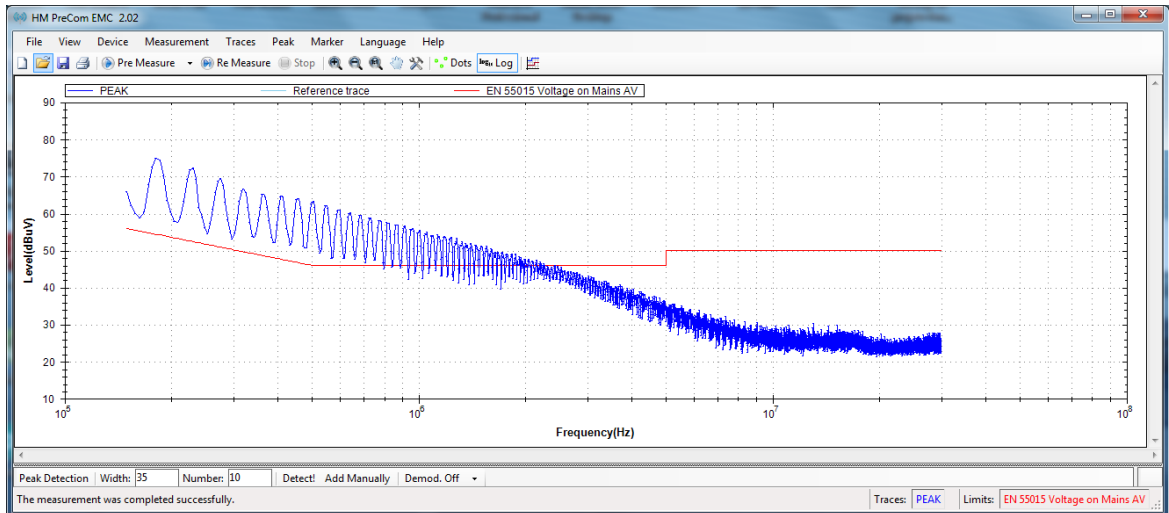 HM PreCom EMC 2.02
File View Device Measurement Traces Peak Marker Language Help
Pre Measure Re Measure Stop Dots Log Log
PEAK Reference trace EN 55015 Voltage on Mains AV
90
80
70
60
50
40
30
20
10
Level(dBuV)
10^5 10^6 10^7 10^8
Frequency(Hz)
Peak Detection Width: 35 Number: 10 Detect! Add Manually Demod. Off
The measurement was completed successfully. Traces: PEAK Limits: EN 55015 Voltage on Mains AV